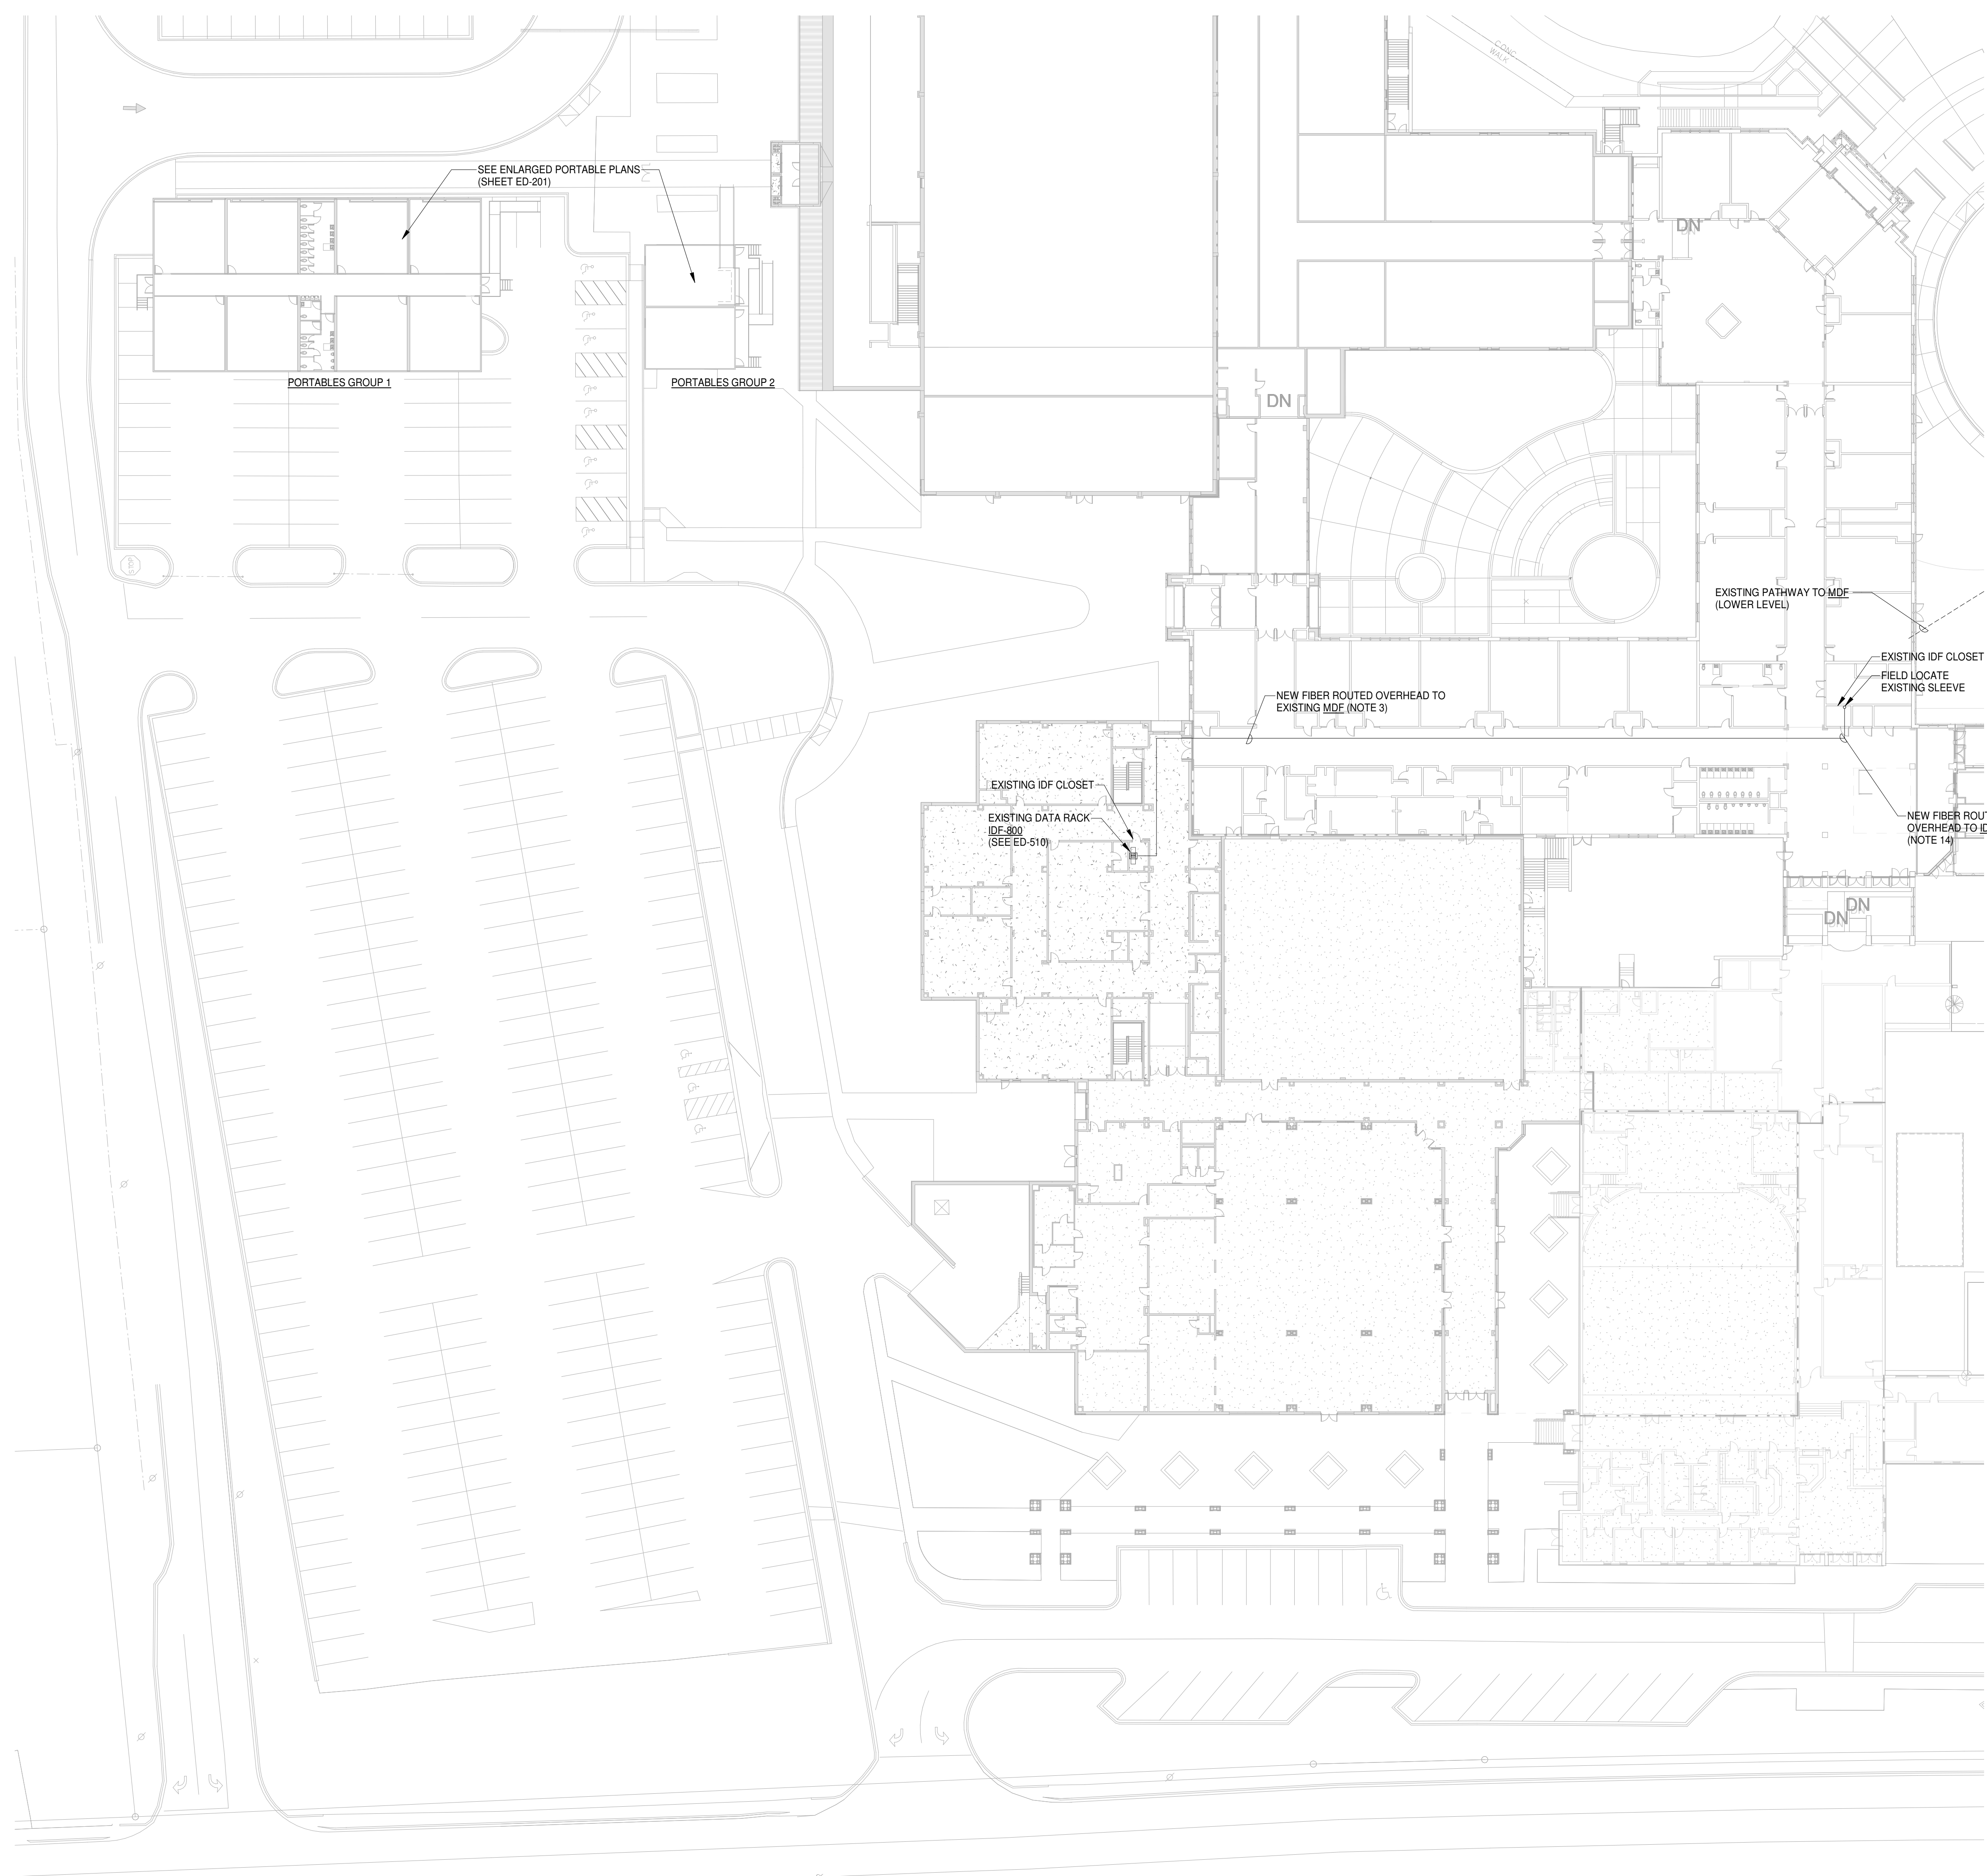 CONC
WALK
SEE ENLARGED PORTABLE PLANS
(SHEET ED-201)
DN
PORTABLES GROUP 1
PORTABLES GROUP 2
DN
EXISTING PATHWAY TO MDF
(LOWER LEVEL)
EXISTING IDF CLOSET
FIELD LOCATE
EXISTING SLEEVE
NEW FIBER ROUTED OVERHEAD TO
EXISTING MDF (NOTE 3)
EXISTING IDF CLOSET
EXISTING DATA RACK
IDF-800
(SEE ED-510)
NEW FIBER ROUT
OVERHEAD TO ID
(NOTE 14)
DN
DN